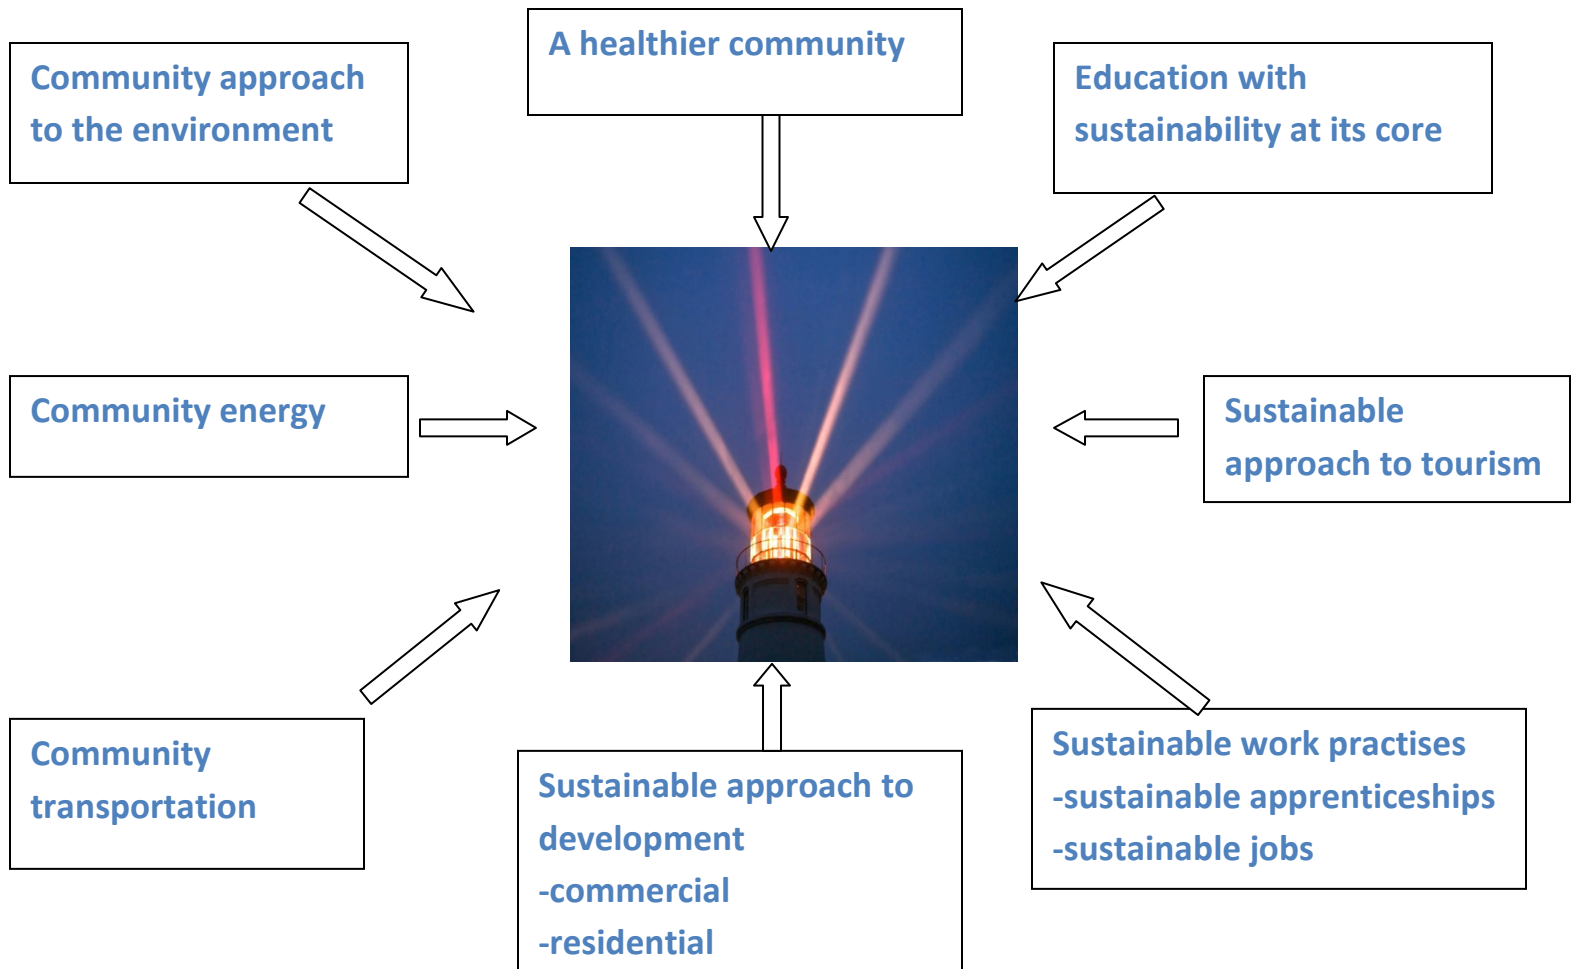 A healthier community
Community approach
to the environment
Education with
sustainability at its core
Community energy
Sustainable
approach to tourism
Community
transportation
Sustainable approach to
development
-commercial
-residential
Sustainable work practises
-sustainable apprenticeships
-sustainable jobs